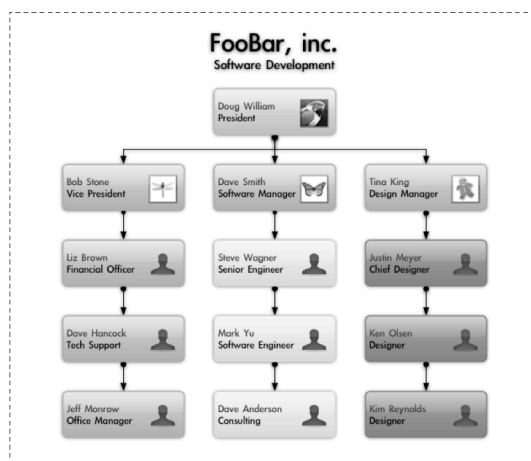 FooBar, inc.
Software Development
Doug William
President
Bob Stone
Vice President
Dave Smith
Software Manager
Tina King
Design Manager
Liz Brown
Financial Officer
Steve Wagner
Senior Engineer
Justin Meyer
Chief Designer
Dave Hancock
Tech Support
Mark Yu
Software Engineer
Ken Olsen
Designer
Jeff Monrow
Office Manager
Dave Anderson
Consulting
Kim Reynolds
Designer